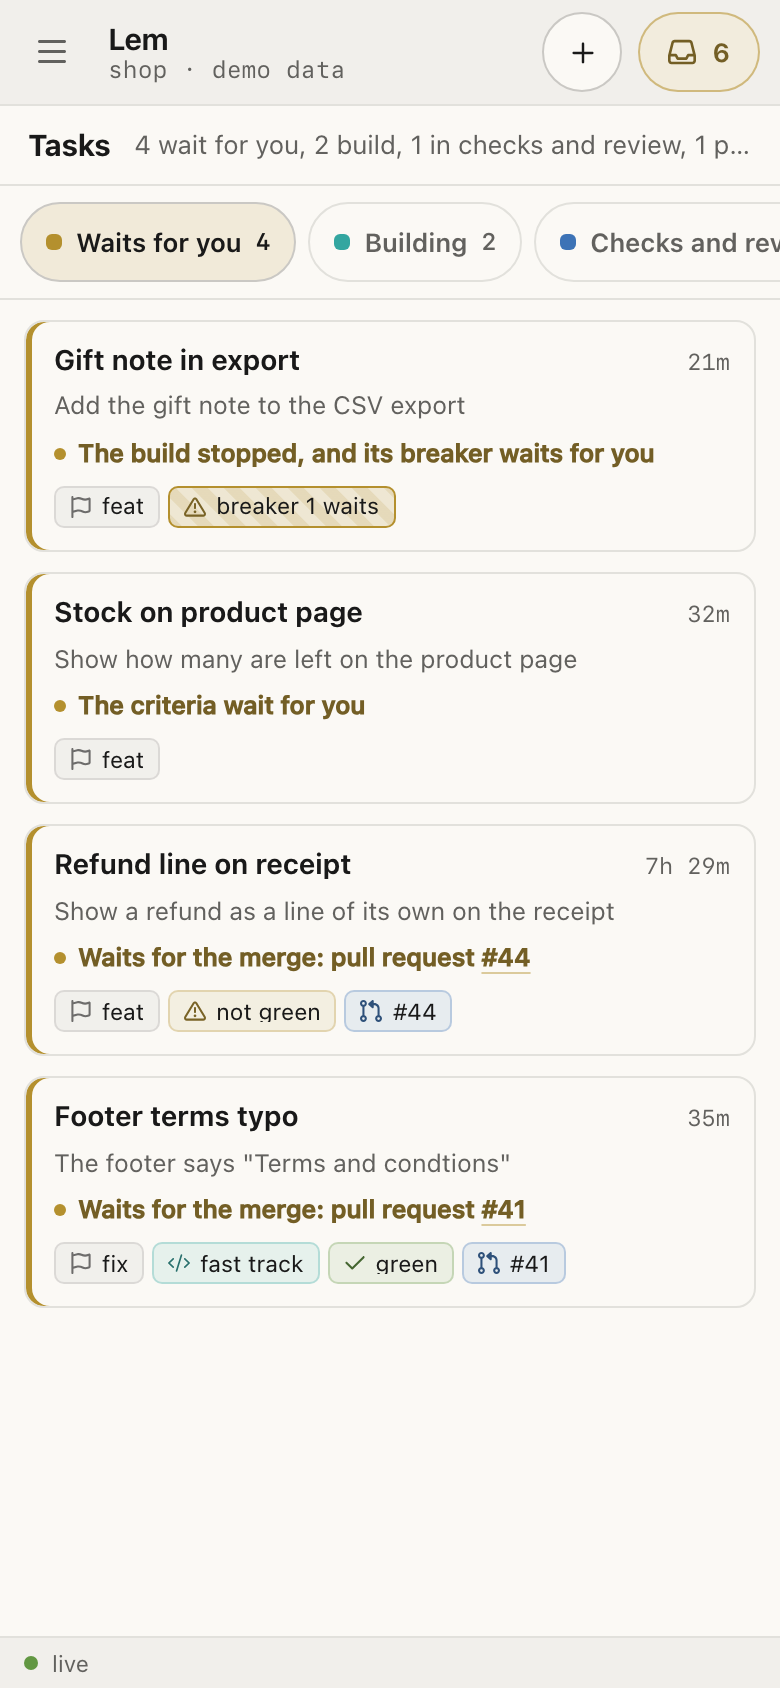 Lem
shop · demo data
6
Tasks 4 wait for you, 2 build, 1 in checks and review, 1 p...
Waits for you 4 Building 2 Checks and rev
Gift note in export 21m
Add the gift note to the CSV export
The build stopped, and its breaker waits for you
feat breaker 1 waits
Stock on product page 32m
Show how many are left on the product page
The criteria wait for you
feat
Refund line on receipt 7h 29m
Show a refund as a line of its own on the receipt
Waits for the merge: pull request #44
feat not green #44
Footer terms typo 35m
The footer says "Terms and condtions"
Waits for the merge: pull request #41
fix fast track green #41
live